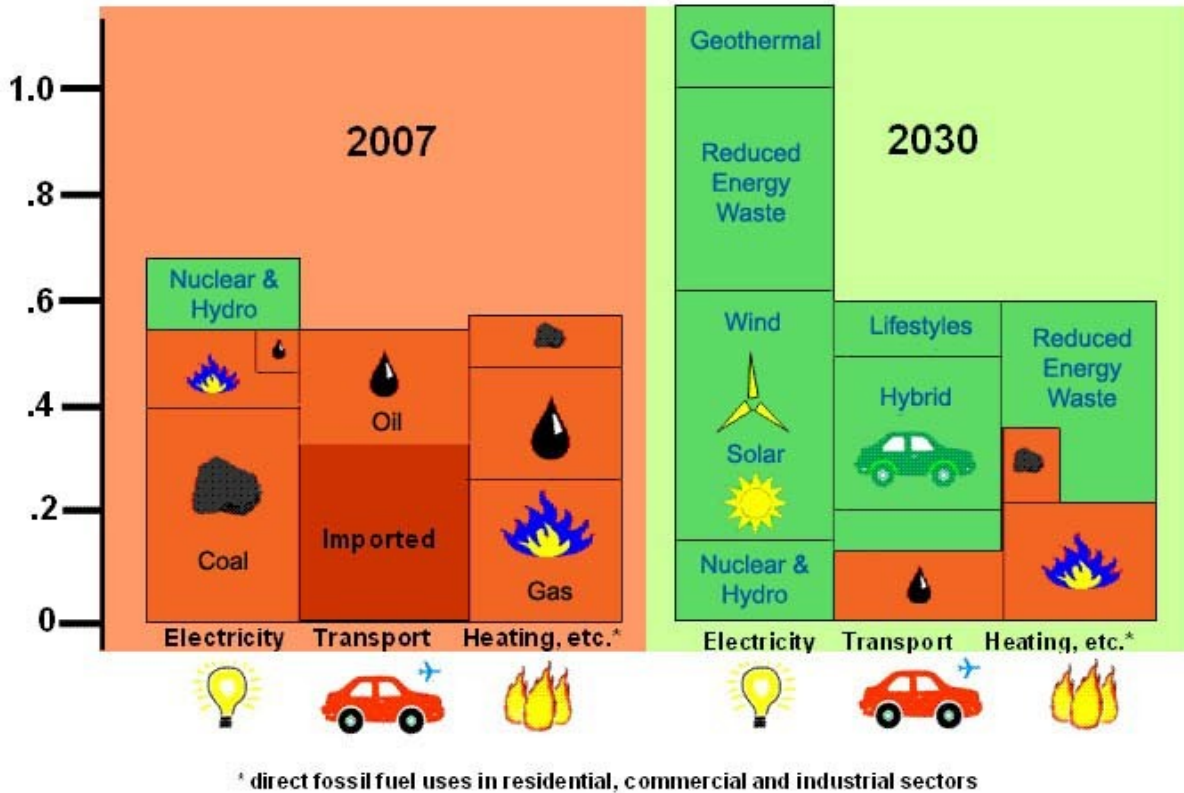 1.0
.8
.6
.4
.2
0
2007
Nuclear &
Hydro
Coal
Oil
Imported
Gas
Electricity
Transport
Heating, etc.*
2030
Geothermal
Reduced
Energy
Waste
Wind
Solar
Nuclear &
Hydro
Lifestyles
Hybrid
Reduced
Energy
Waste
Electricity
Transport
Heating, etc.*
* direct fossil fuel uses in residential, commercial and industrial sectors